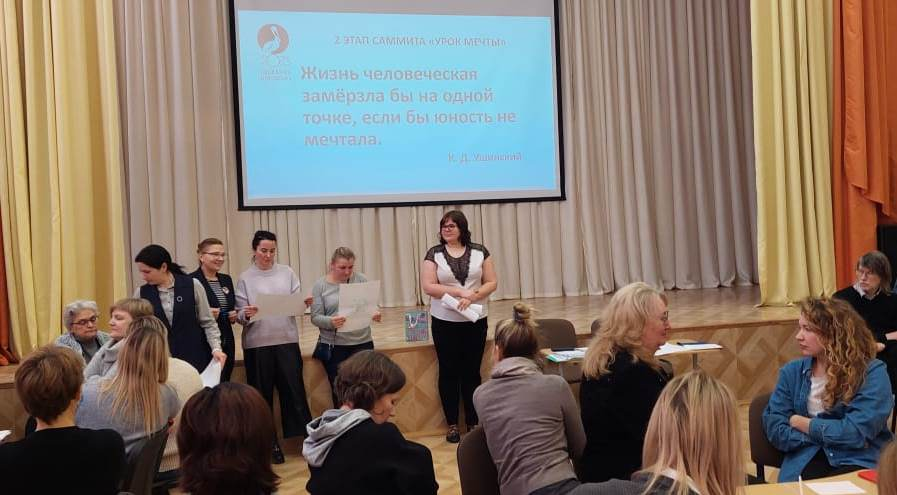 2 ЭТАП САММИТА «УРОК МЕЧТЫ»
Жизнь человеческая
замёрзла бы на одной
точке, если бы юность не
мечтала.
К. Д. Ушинский